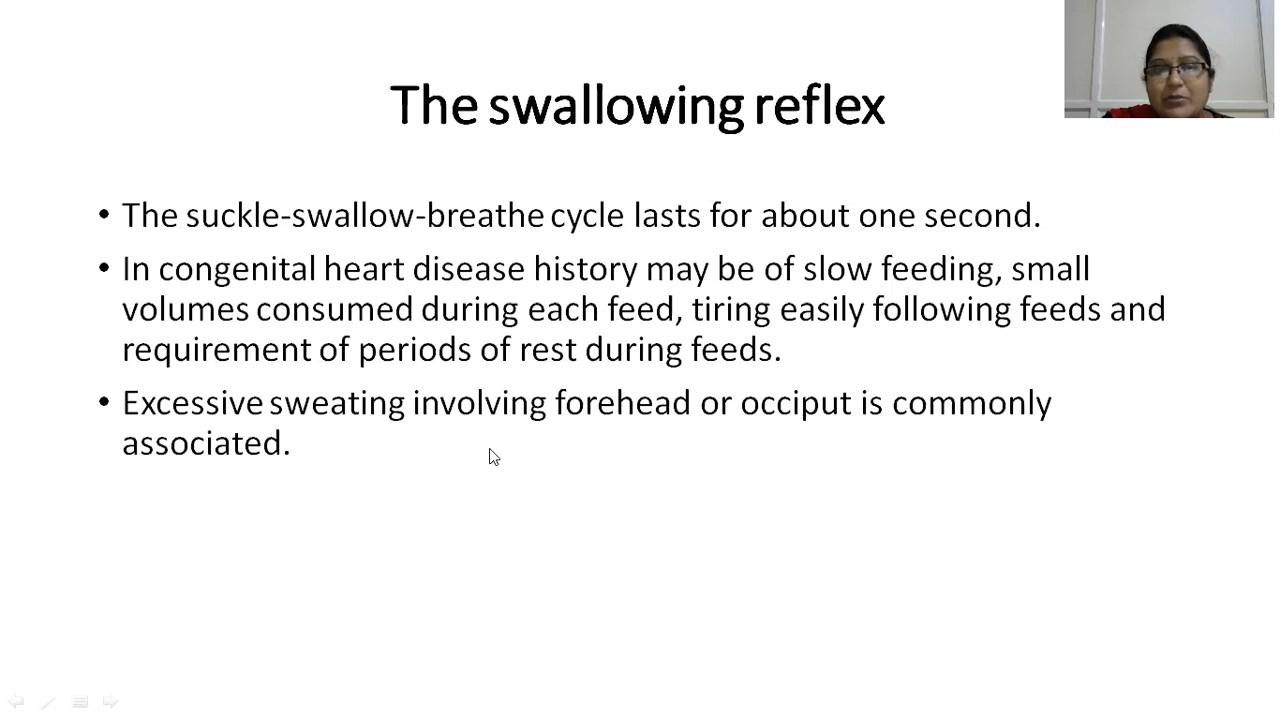 The swallowing reflex
• The suckle-swallow-breathe cycle lasts for about one second.
• In congenital heart disease history may be of slow feeding, small
volumes consumed during each feed, tiring easily following feeds and
requirement of periods of rest during feeds.
• Excessive sweating involving forehead or occiput is commonly
associated.